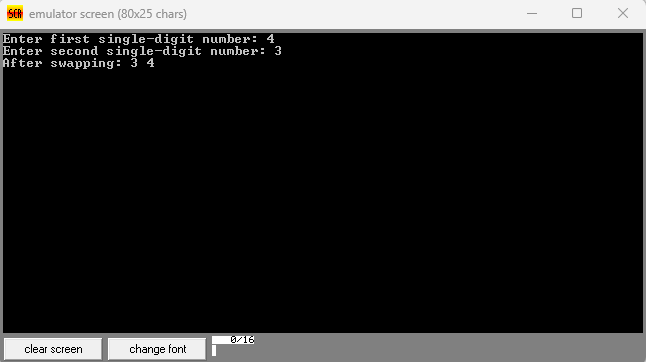 SCR emulator screen (80x25 chars)
Enter first single-digit number: 4
Enter second single-digit number: 3
After swapping: 3 4
clear screen change font 0/16